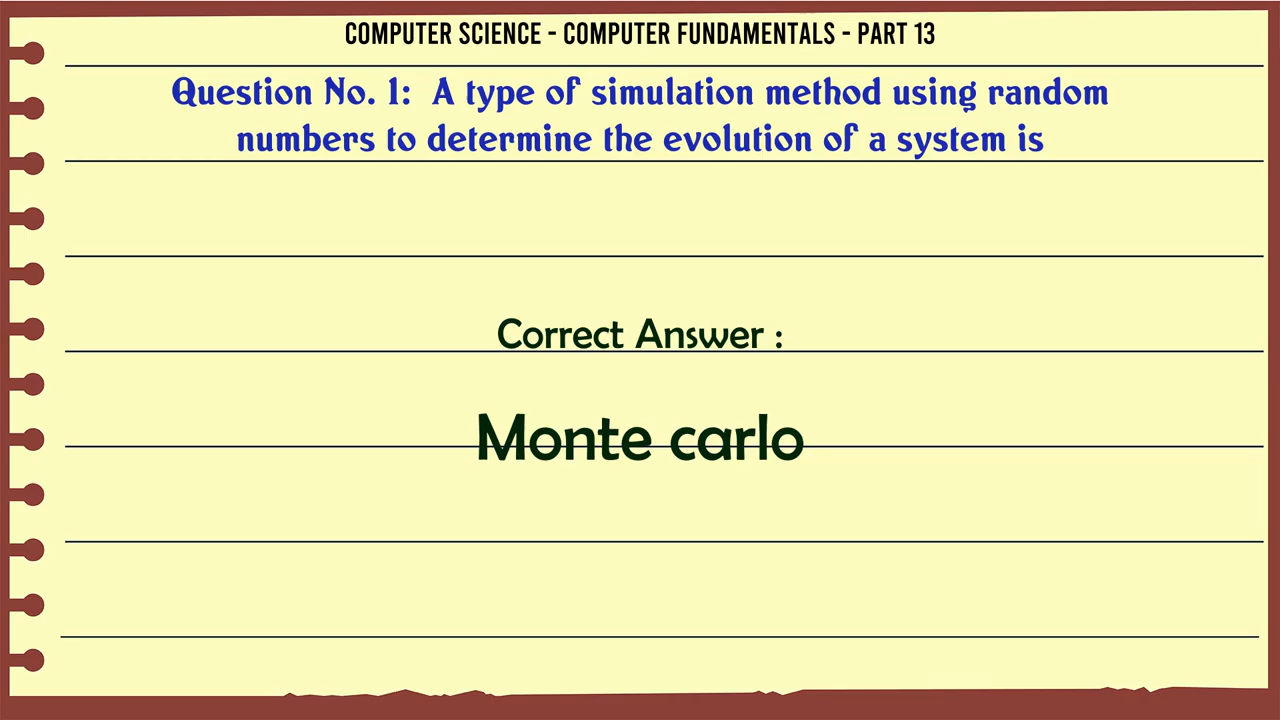 COMPUTER SCIENCE - COMPUTER FUNDAMENTALS - PART 13
Question No. 1: A type of simulation method using random
numbers to determine the evolution of a system is
Correct Answer :
Monte carlo